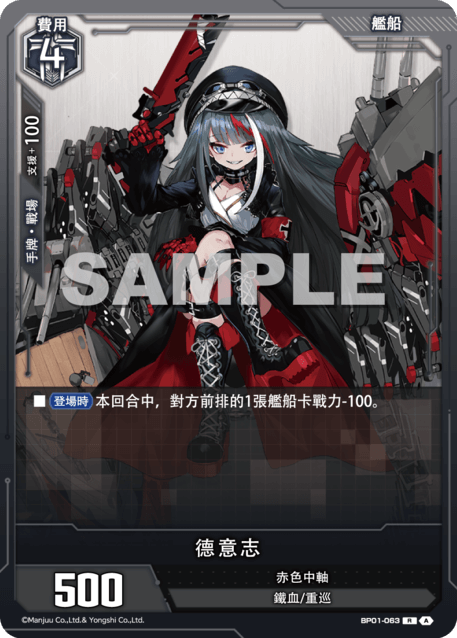 費用
4
艦船
手牌・戰場 支援+100
SAMPLE
■ 登場時 本回合中，對方前排的1張艦船卡戰力-100。
德意志
500
赤色中軸
鐵血/重巡
©Manjuu Co.,Ltd.& Yongshi Co.,Ltd.
BP01-063 R A